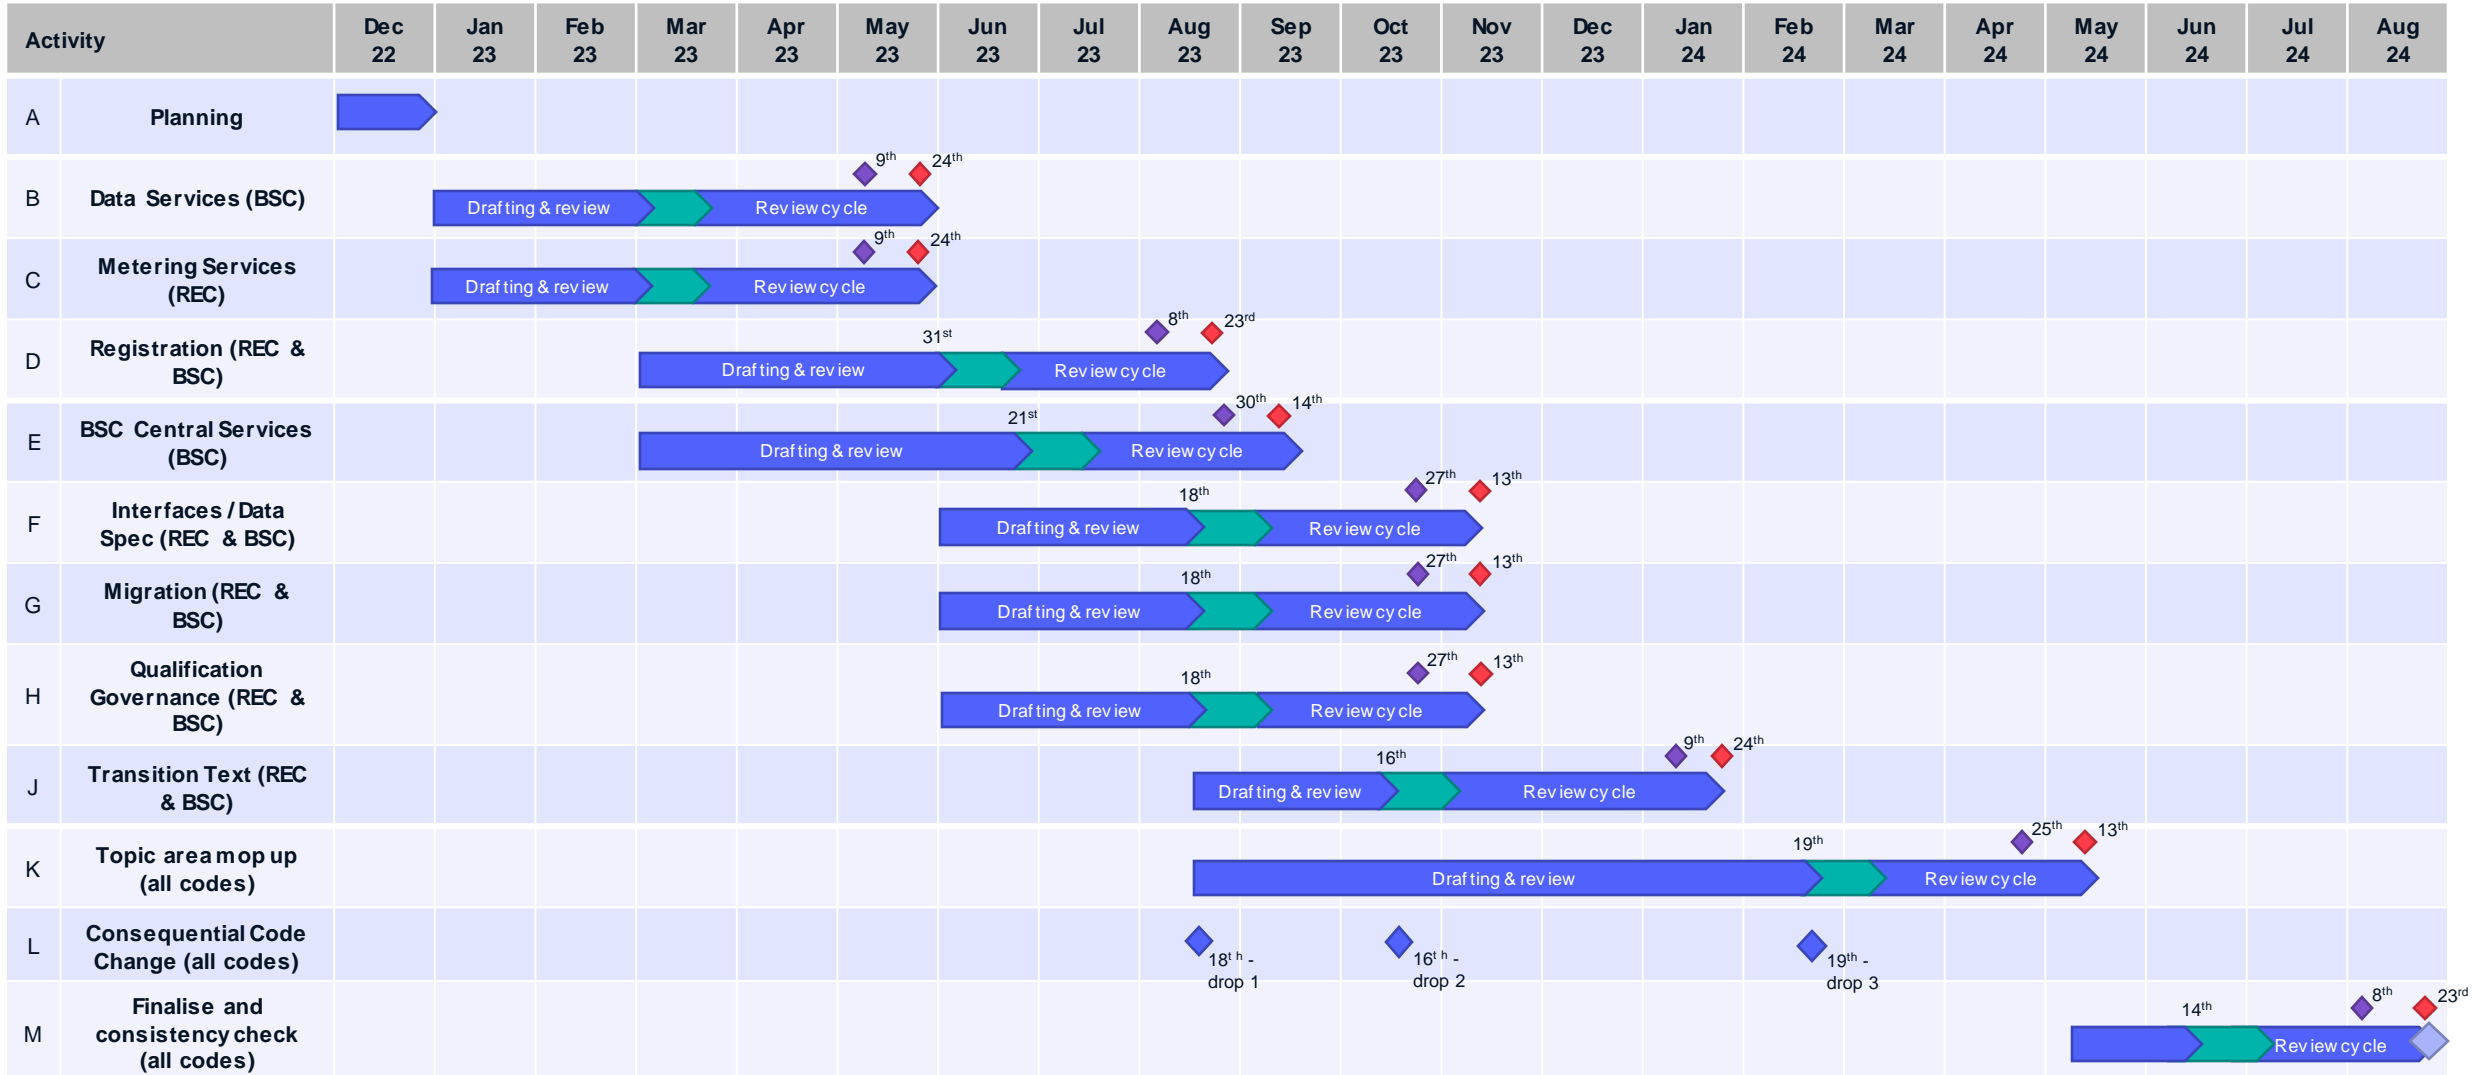 Activity
Dec
22
Jan
23
Feb
23
Mar
23
Apr
23
May
23
Jun
23
Jul
23
Aug
23
Sep
23
Oct
23
Nov
23
Dec
23
Jan
24
Feb
24
Mar
24
Apr
24
May
24
Jun
24
Jul
24
Aug
24
A
Planning
B
Data Services (BSC)
9th
24th
Drafting & review
Review cycle
C
Metering Services
(REC)
9th
24th
Drafting & review
Review cycle
D
Registration (REC &
BSC)
31st
8th
23rd
Drafting & review
Review cycle
E
BSC Central Services
(BSC)
21st
30th
14th
Drafting & review
Review cycle
F
Interfaces / Data
Spec (REC & BSC)
18th
27th
13th
Drafting & review
Review cycle
G
Migration (REC &
BSC)
18th
27th
13th
Drafting & review
Review cycle
H
Qualification
Governance (REC &
BSC)
18th
27th
13th
Drafting & review
Review cycle
J
Transition Text (REC
& BSC)
16th
9th
24th
Drafting & review
Review cycle
K
Topic area mop up
(all codes)
19th
25th
13th
Drafting & review
Review cycle
L
Consequential Code
Change (all codes)
18th -
drop 1
16th -
drop 2
19th -
drop 3
M
Finalise and
consistency check
(all codes)
14th
8th
23rd
Review cycle